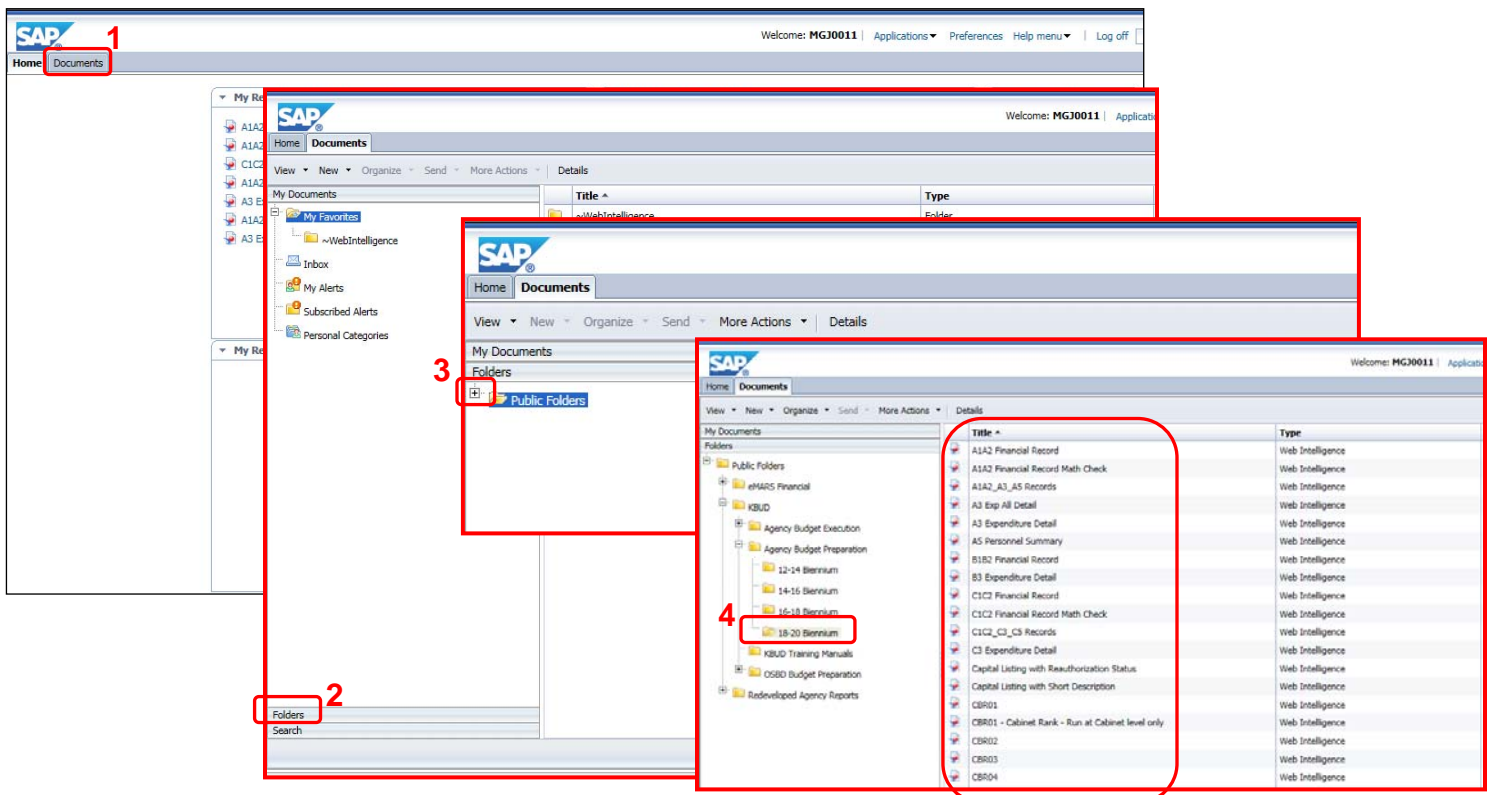 SAP
1
Welcome: MGJ0011 | Applications Preferences Help menu | Log off
Home Documents
My Re
A1A2
A1A2
C1C2
A1A2
A3 E
A1A2
A3 E
My Re
SAP ®
Welcome: MGJ0011 | Applicatio
Home Documents
View New Organize Send More Actions | Details
My Documents
Title Type
My Favorites
~WebIntelligence Folder
~WebIntelligence
Inbox
My Alerts
Subscribed Alerts
Personal Categories
2
Folders
Search
SAP ®
Home Documents
View New Organize Send More Actions | Details
My Documents
3
Folders
Public Folders
SAP
Welcome: MGJ0011 | Applicatio
Home Documents
View New Organize Send More Actions | Details
My Documents
Folders
Public Folders
eMARS Financial
KBUD
Agency Budget Execution
Agency Budget Preparation
12-14 Biennium
14-16 Biennium
16-18 Biennium
4
18-20 Biennium
KBUD Training Manuals
OSBD Budget Preparation
Redeveloped Agency Reports
Title Type
A1A2 Financial Record Web Intelligence
A1A2 Financial Record Math Check Web Intelligence
A1A2_A3_A5 Records Web Intelligence
A3 Exp All Detail Web Intelligence
A3 Expenditure Detail Web Intelligence
A5 Personnel Summary Web Intelligence
B1B2 Financial Record Web Intelligence
B3 Expenditure Detail Web Intelligence
C1C2 Financial Record Web Intelligence
C1C2 Financial Record Math Check Web Intelligence
C1C2_C3_C5 Records Web Intelligence
C3 Expenditure Detail Web Intelligence
Capital Listing with Reauthorization Status Web Intelligence
Capital Listing with Short Description Web Intelligence
CBR01 Web Intelligence
CBR01 - Cabinet Rank - Run at Cabinet level only Web Intelligence
CBR02 Web Intelligence
CBR03 Web Intelligence
CBR04 Web Intelligence